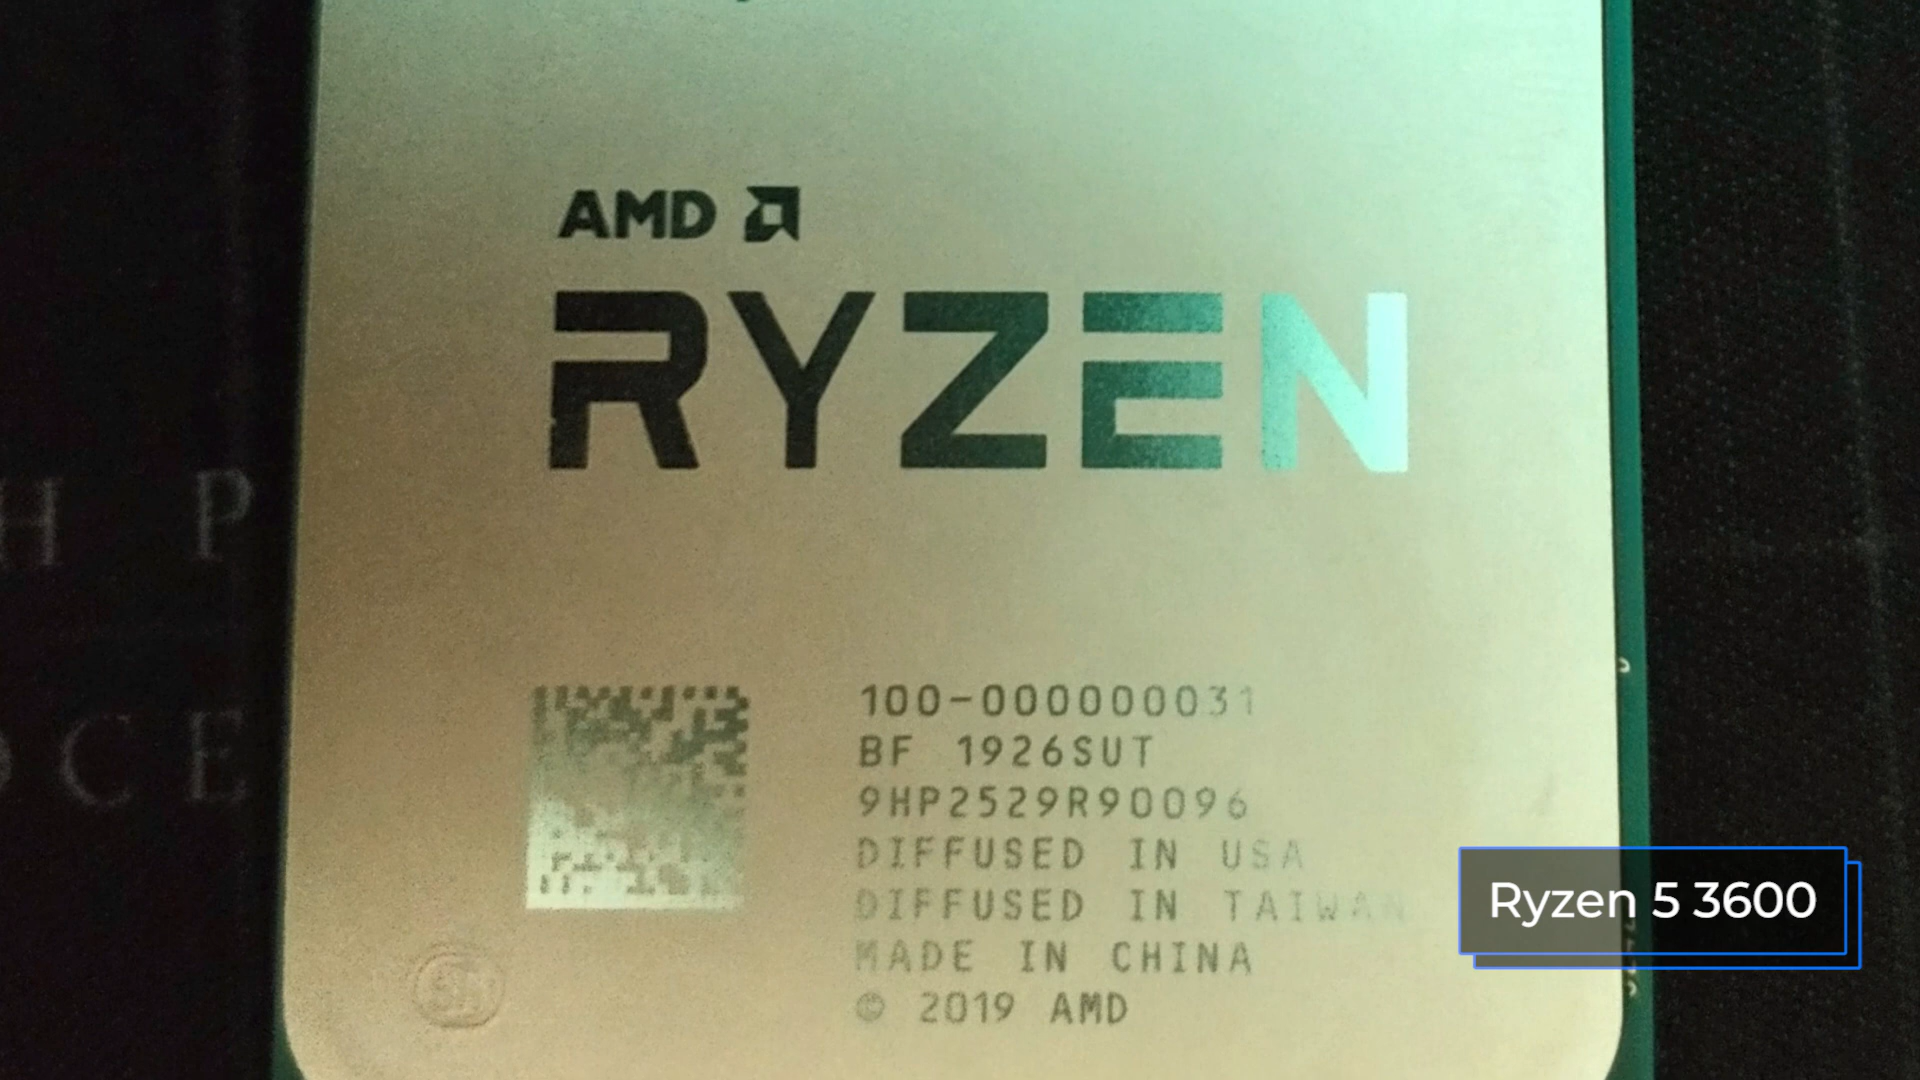 AMD
RYZEN
H P
OCE
100-000000031
BF 1926SUT
9HP2529R90096
DIFFUSED IN USA
DIFFUSED IN TAIWAN
MADE IN CHINA
© 2019 AMD
Ryzen 5 3600